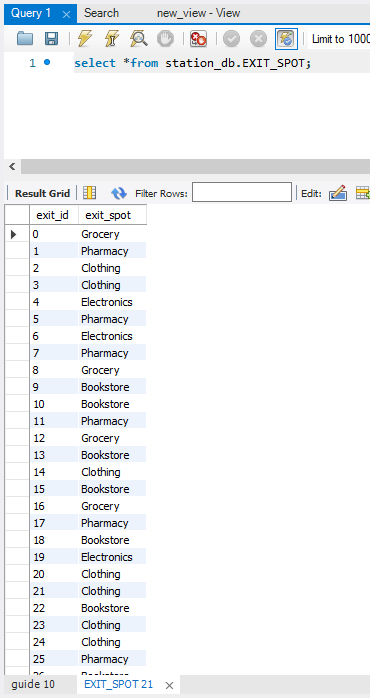 Query 1 Search new_view - View
Limit to 1000
1 select *from station_db.EXIT_SPOT;
Result Grid Filter Rows: Edit:
exit_id exit_spot
0 Grocery
1 Pharmacy
2 Clothing
3 Clothing
4 Electronics
5 Pharmacy
6 Electronics
7 Pharmacy
8 Grocery
9 Bookstore
10 Bookstore
11 Pharmacy
12 Grocery
13 Bookstore
14 Clothing
15 Bookstore
16 Grocery
17 Pharmacy
18 Bookstore
19 Electronics
20 Clothing
21 Clothing
22 Bookstore
23 Clothing
24 Clothing
25 Pharmacy
26 Bookstore
guide 10 EXIT_SPOT 21